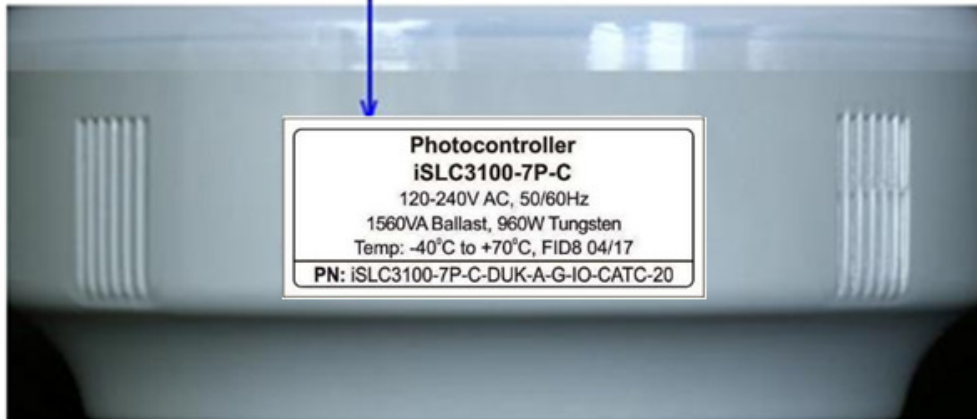 Photocontroller
iSLC3100-7P-C
120-240V AC, 50/60Hz
1560VA Ballast, 960W Tungsten
Temp: -40°C to +70°C, FID8 04/17
PN: iSLC3100-7P-C-DUK-A-G-IO-CATC-20